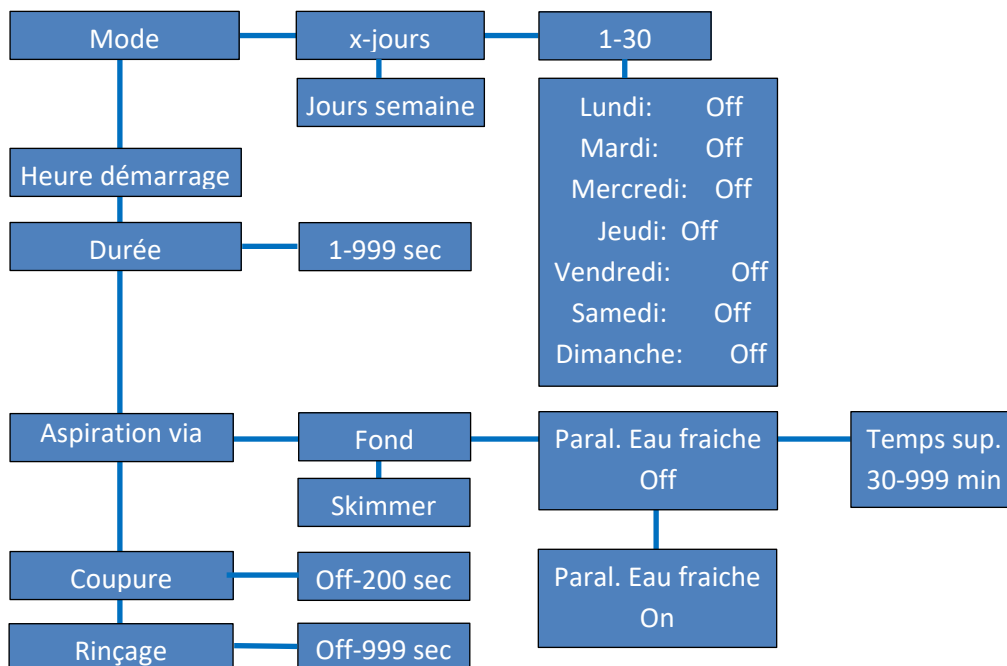 Mode
x-jours
1-30
Jours semaine
Lundi: Off
Mardi: Off
Mercredi: Off
Jeudi: Off
Vendredi: Off
Samedi: Off
Dimanche: Off
Heure démarrage
Durée
1-999 sec
Aspiration via
Fond
Paral. Eau fraiche
Off
Temps sup.
30-999 min
Skimmer
Paral. Eau fraiche
On
Coupure
Off-200 sec
Rinçage
Off-999 sec